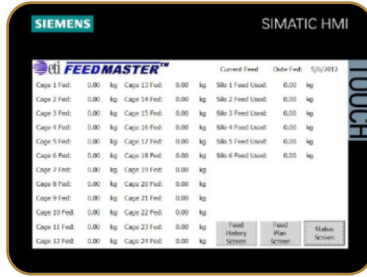 SIEMENS
SIMATIC HMI
TOUCH
eti FEEDMASTER™
Current Feed Date Fed: 5/6/2012
Cage 1 Fed: 0.00 kg Cage 13 Fed: 0.00 kg Silo 1 Feed Used: 0.00 kg
Cage 2 Fed: 0.00 kg Cage 14 Fed: 0.00 kg Silo 2 Feed Used: 0.00 kg
Cage 3 Fed: 0.00 kg Cage 15 Fed: 0.00 kg Silo 3 Feed Used: 0.00 kg
Cage 4 Fed: 0.00 kg Cage 16 Fed: 0.00 kg Silo 4 Feed Used: 0.00 kg
Cage 5 Fed: 0.00 kg Cage 17 Fed: 0.00 kg Silo 5 Feed Used: 0.00 kg
Cage 6 Fed: 0.00 kg Cage 18 Fed: 0.00 kg Silo 6 Feed Used: 0.00 kg
Cage 7 Fed: 0.00 kg Cage 19 Fed: 0.00 kg
Cage 8 Fed: 0.00 kg Cage 20 Fed: 0.00 kg
Cage 9 Fed: 0.00 kg Cage 21 Fed: 0.00 kg
Cage 10 Fed: 0.00 kg Cage 22 Fed: 0.00 kg
Cage 11 Fed: 0.00 kg Cage 23 Fed: 0.00 kg
Cage 12 Fed: 0.00 kg Cage 24 Fed: 0.00 kg
Feed
History
Screen
Feed
Plan
Screen
Status
Screen